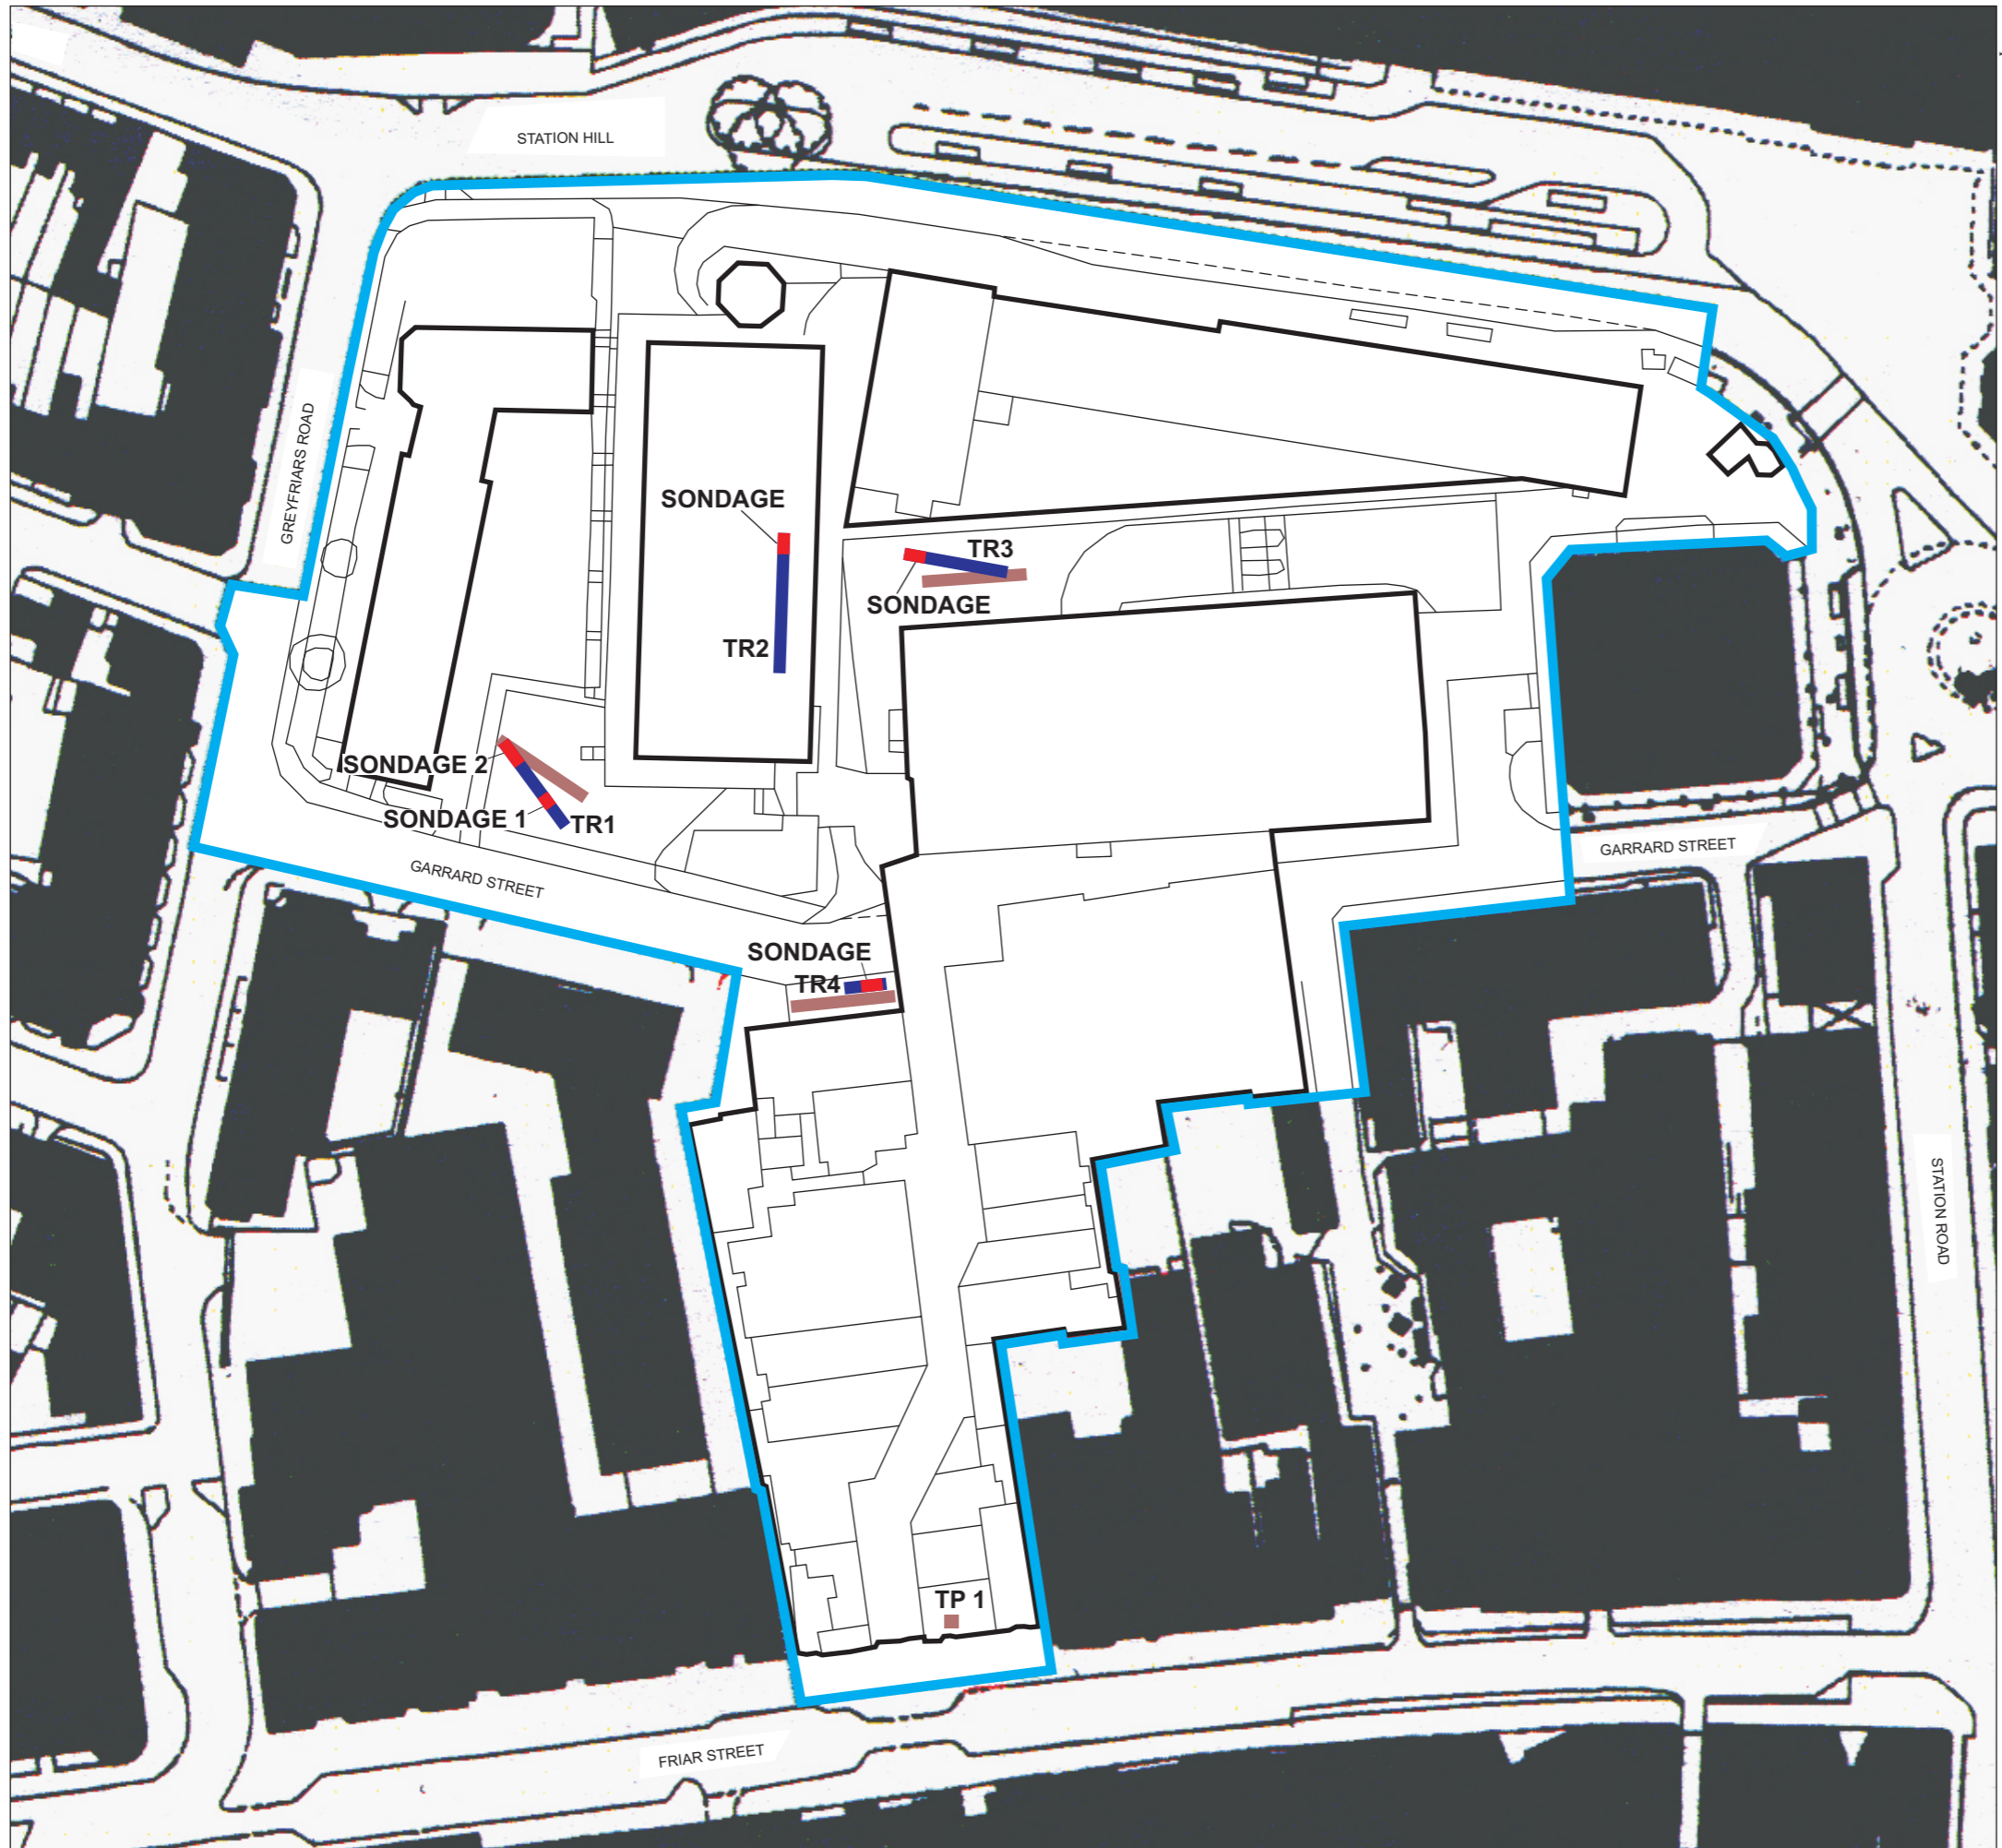 STATION HILL
GREYFRIARS ROAD
SONDAGE
TR3
SONDAGE
TR2
SONDAGE 2
SONDAGE 1
TR1
GARRARD STREET
GARRARD STREET
SONDAGE
TR4
STATION ROAD
TP 1
FRIAR STREET